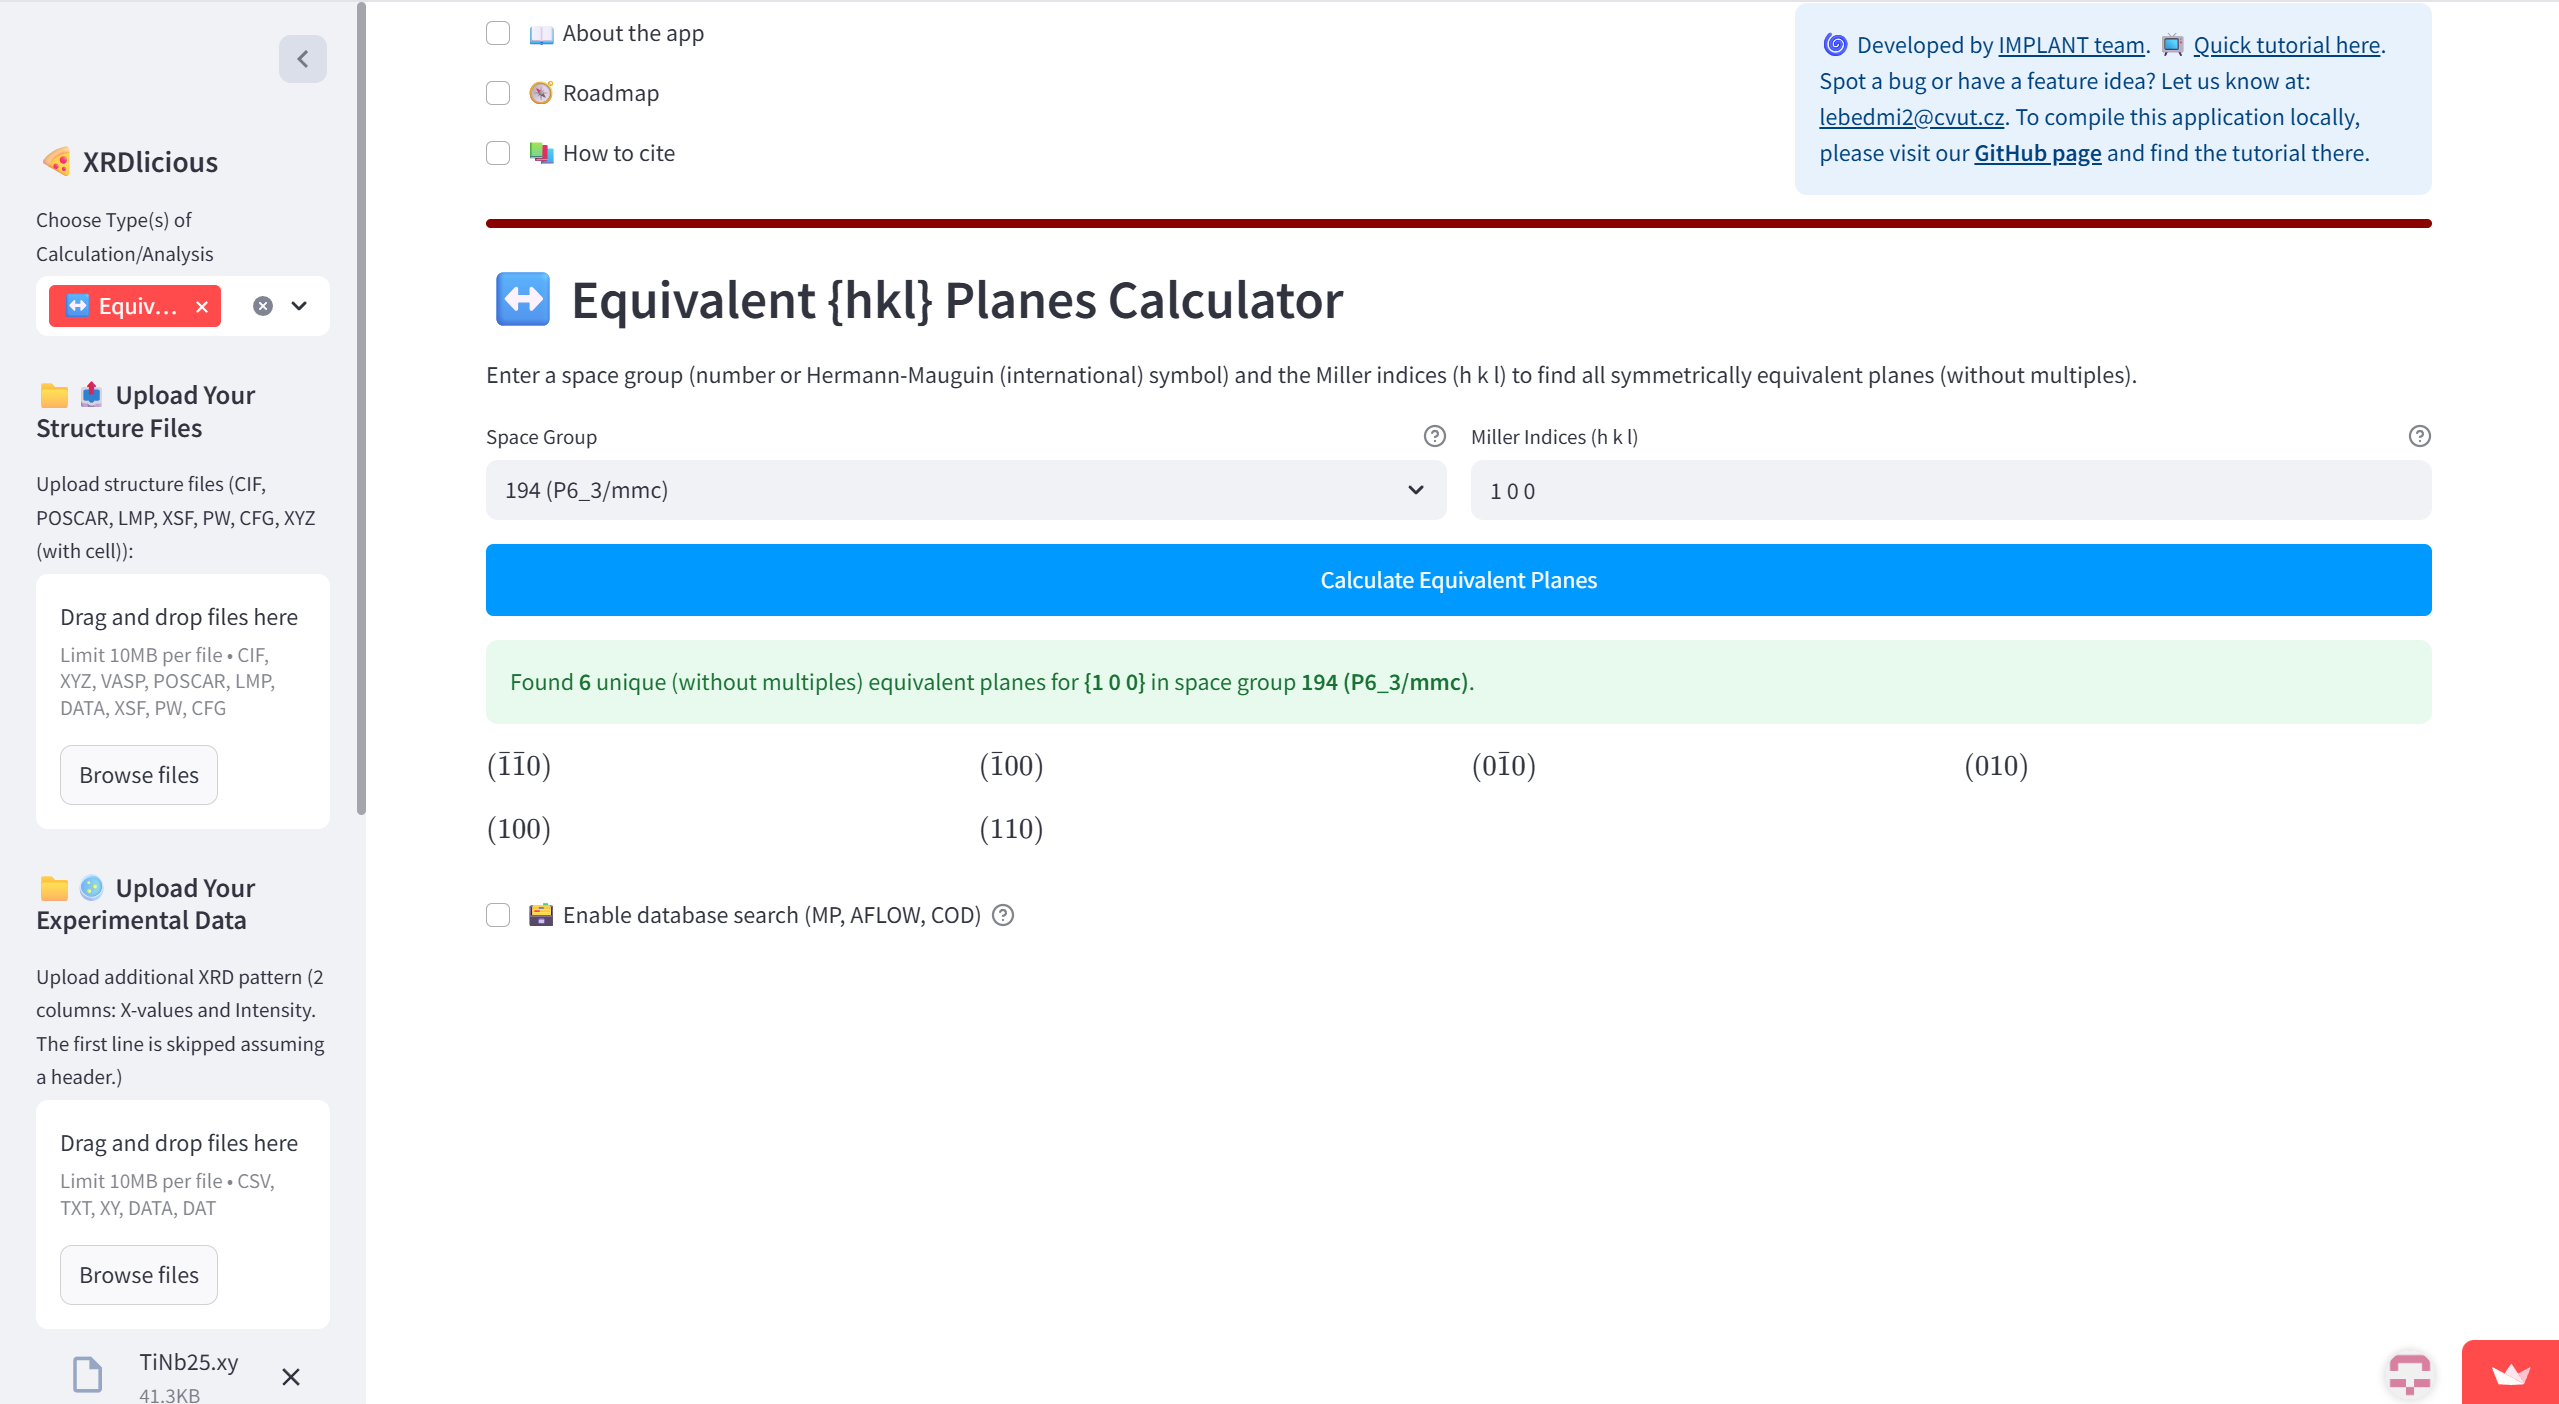 XRDlicious
Choose Type(s) of
Calculation/Analysis
Equiv...
Upload Your
Structure Files
Upload structure files (CIF,
POSCAR, LMP, XSF, PW, CFG, XYZ
(with cell)):
Drag and drop files here
Limit 10MB per file • CIF,
XYZ, VASP, POSCAR, LMP,
DATA, XSF, PW, CFG
Browse files
Upload Your
Experimental Data
Upload additional XRD pattern (2
columns: X-values and Intensity.
The first line is skipped assuming
a header.)
Drag and drop files here
Limit 10MB per file • CSV,
TXT, XY, DATA, DAT
Browse files
TiNb25.xy
41.3KB
About the app
Roadmap
How to cite
Developed by IMPLANT team. Quick tutorial here.
Spot a bug or have a feature idea? Let us know at:
lebedmi2@cvut.cz. To compile this application locally,
please visit our GitHub page and find the tutorial there.
Equivalent {hkl} Planes Calculator
Enter a space group (number or Hermann-Mauguin (international) symbol) and the Miller indices (h k l) to find all symmetrically equivalent planes (without multiples).
Space Group
194 (P6_3/mmc)
Miller Indices (h k l)
1 0 0
Calculate Equivalent Planes
Found 6 unique (without multiples) equivalent planes for {1 0 0} in space group 194 (P6_3/mmc).
(1̄1̄0) (1̄00) (01̄0) (010)
(100) (110)
Enable database search (MP, AFLOW, COD)